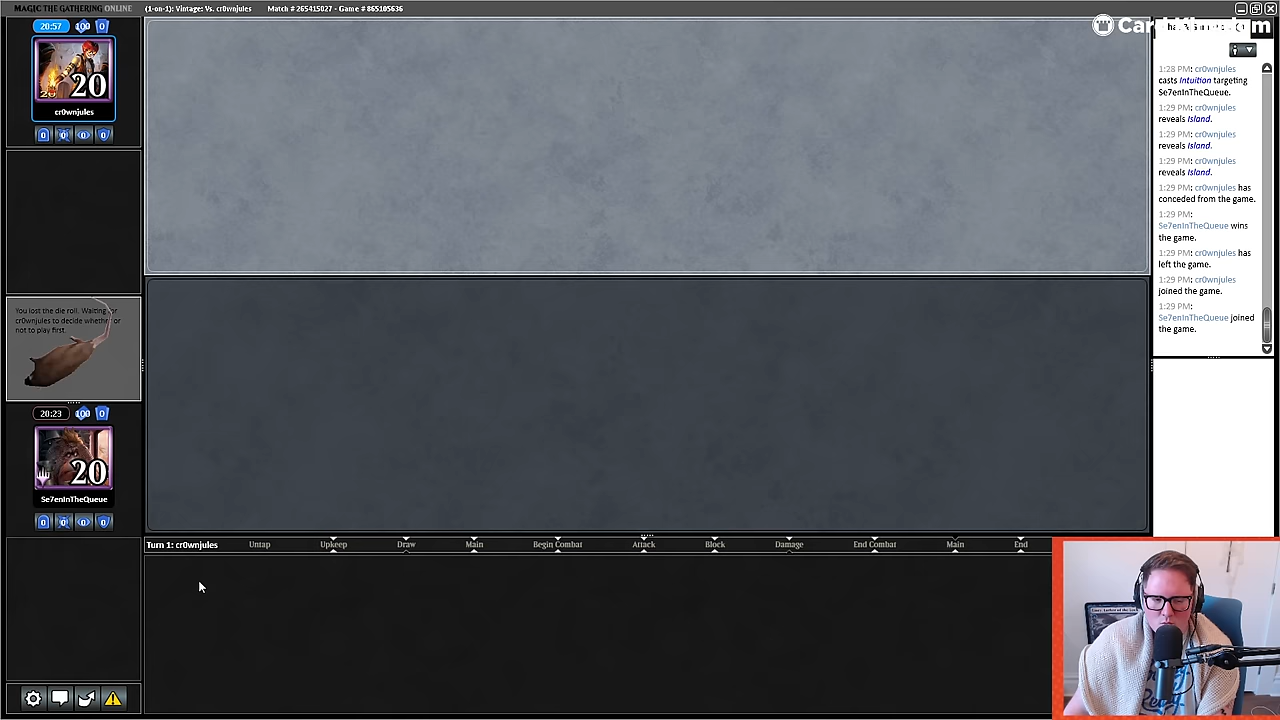 MAGIC THE GATHERING ONLINE (1-on-1): Vintage: Vs. cr0wnjules Match # 265415027 - Game # 865105636
20:57 100 0
20
cr0wnjules
0 0 0 0
You lost the die roll. Waiting for
cr0wnjules to decide whether or
not to play first.
20:23 100 0
20
Se7enInTheQueue
0 0 0 0
1:28 PM: cr0wnjules
casts Intuition targeting
Se7enInTheQueue.
1:29 PM: cr0wnjules
reveals Island.
1:29 PM: cr0wnjules
reveals Island.
1:29 PM: cr0wnjules
reveals Island.
1:29 PM: cr0wnjules has
conceded from the game.
1:29 PM:
Se7enInTheQueue wins
the game.
1:29 PM: cr0wnjules has
left the game.
1:29 PM: cr0wnjules
joined the game.
1:29 PM:
Se7enInTheQueue joined
the game.
Turn 1: cr0wnjules Untap Upkeep Draw Main Begin Combat Attack Block Damage End Combat Main End